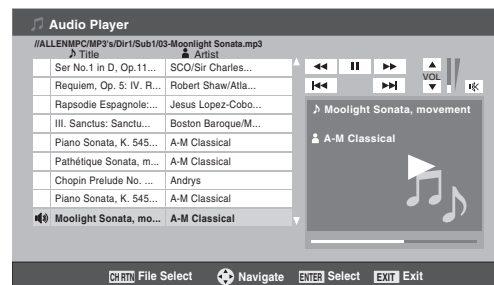 Audio Player
//ALLENMPC/MP3's/Dir1/Sub1/03-Moonlight Sonata.mp3
Title Artist
Ser No.1 in D, Op.11... SCO/Sir Charles...
Requiem, Op. 5: IV. R... Robert Shaw/Atla...
Rapsodie Espagnole:... Jesus Lopez-Cobo...
III. Sanctus: Sanctu... Boston Baroque/M...
Piano Sonata, K. 545... A-M Classical
Pathétique Sonata, m... A-M Classical
Chopin Prelude No. ... Andrys
Piano Sonata, K. 545... A-M Classical
Moolight Sonata, mo... A-M Classical
VOL
Moolight Sonata, movement
A-M Classical
CH RTN File Select Navigate ENTER Select EXIT Exit